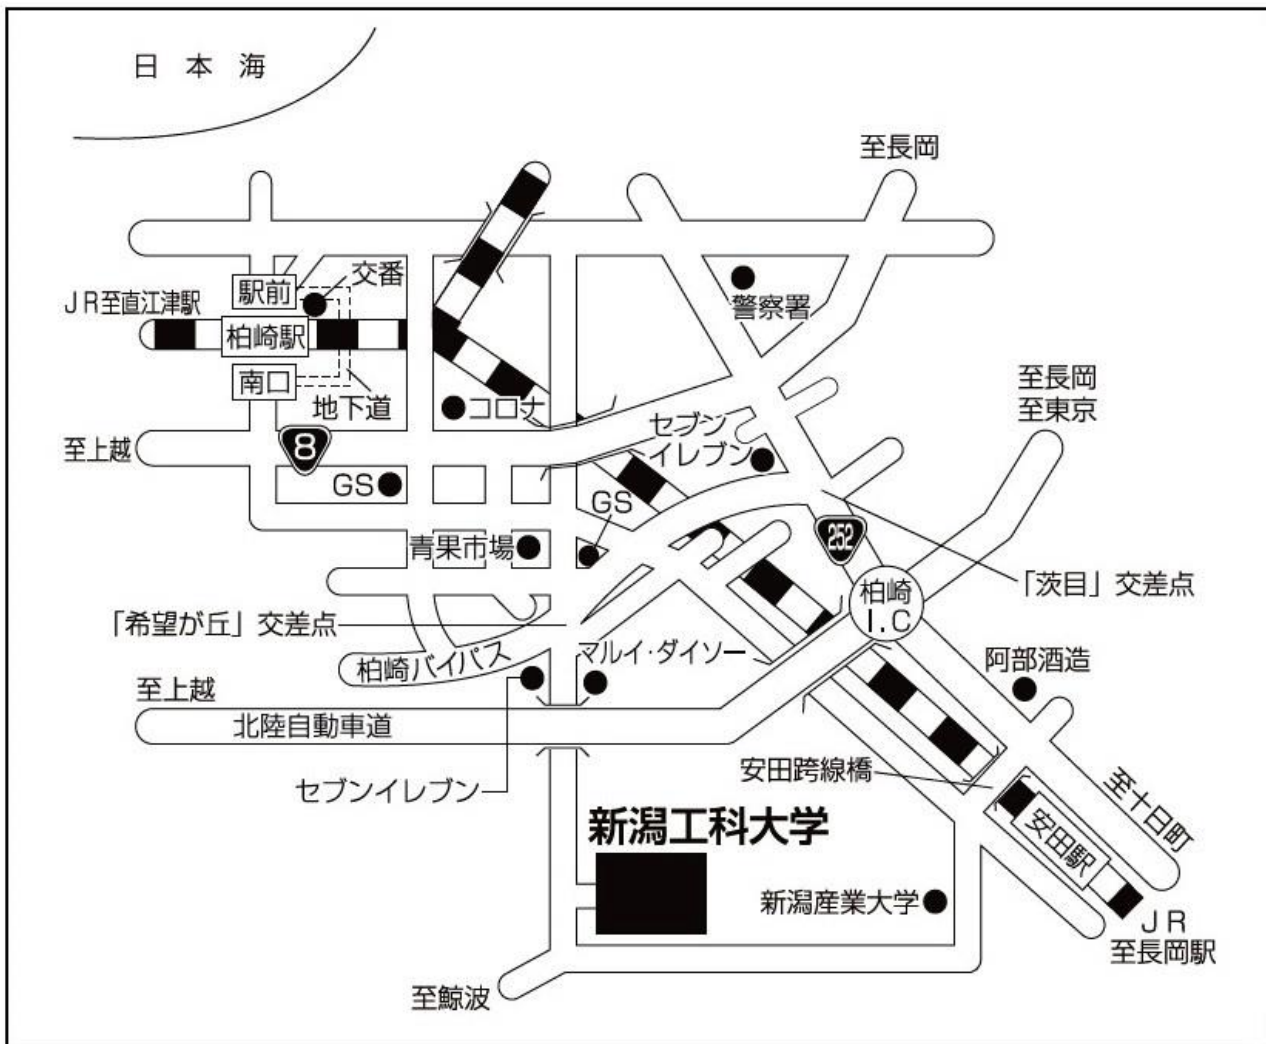 日本海
至長岡
交番
駅前
JR至直江津駅
警察署
柏崎駅
南口
地下道
コロナ
至長岡
至東京
セブン
イレブン
至上越
8
GS
GS
青果市場
252
「茨目」交差点
柏崎
I.C
「希望が丘」交差点
マルイ・ダイソー
柏崎バイパス
阿部酒造
至上越
北陸自動車道
安田跨線橋
セブンイレブン
至十日町
新潟工科大学
安田駅
新潟産業大学
JR
至長岡駅
至鯨波